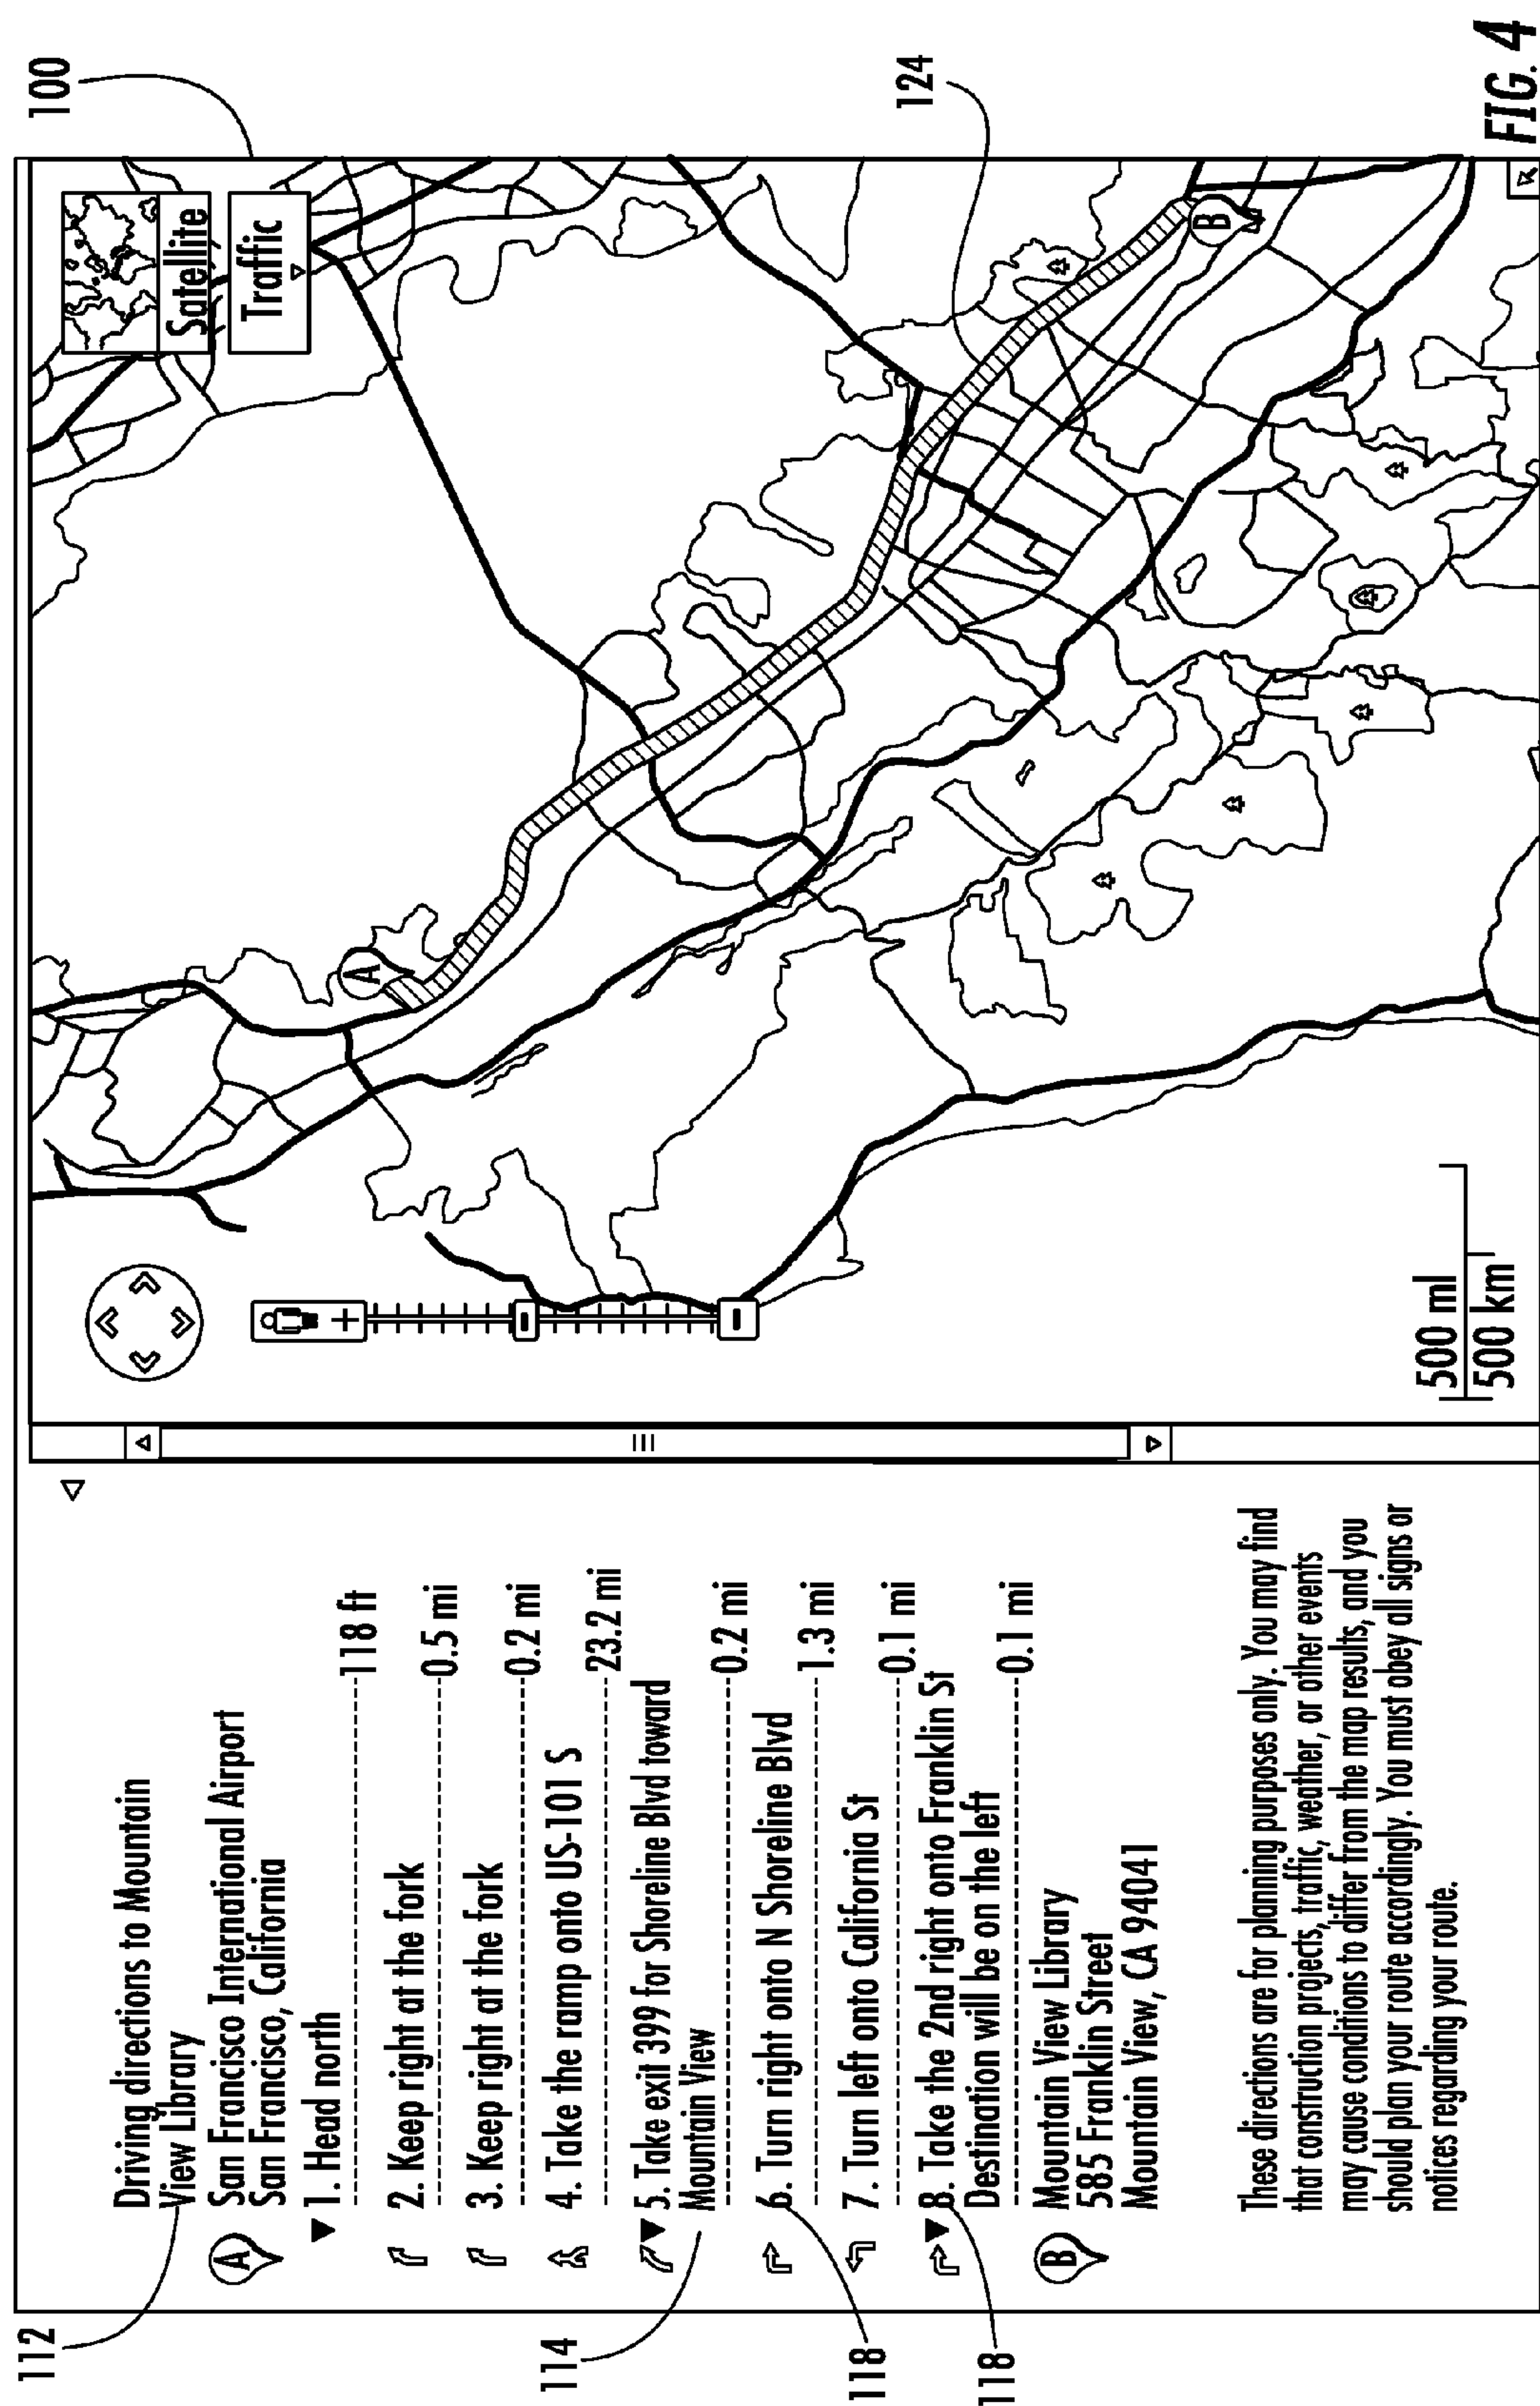 112
Driving directions to Mountain
View Library
A
San Francisco International Airport
San Francisco, California
1. Head north
118 ft
2. Keep right at the fork
0.5 mi
3. Keep right at the fork
0.2 mi
4. Take the ramp onto US-101 S
23.2 mi
114
5. Take exit 399 for Shoreline Blvd toward
Mountain View
0.2 mi
118
6. Turn right onto N Shoreline Blvd
1.3 mi
7. Turn left onto California St
0.1 mi
118
8. Take the 2nd right onto Franklin St
Destination will be on the left
0.1 mi
B
Mountain View Library
585 Franklin Street
Mountain View, CA 94041
These directions are for planning purposes only. You may find
that construction projects, traffic, weather, or other events
may cause conditions to differ from the map results, and you
should plan your route accordingly. You must obey all signs or
notices regarding your route.
100
Satellite
Traffic
A
124
B
500 ml
500 km
FIG. 4